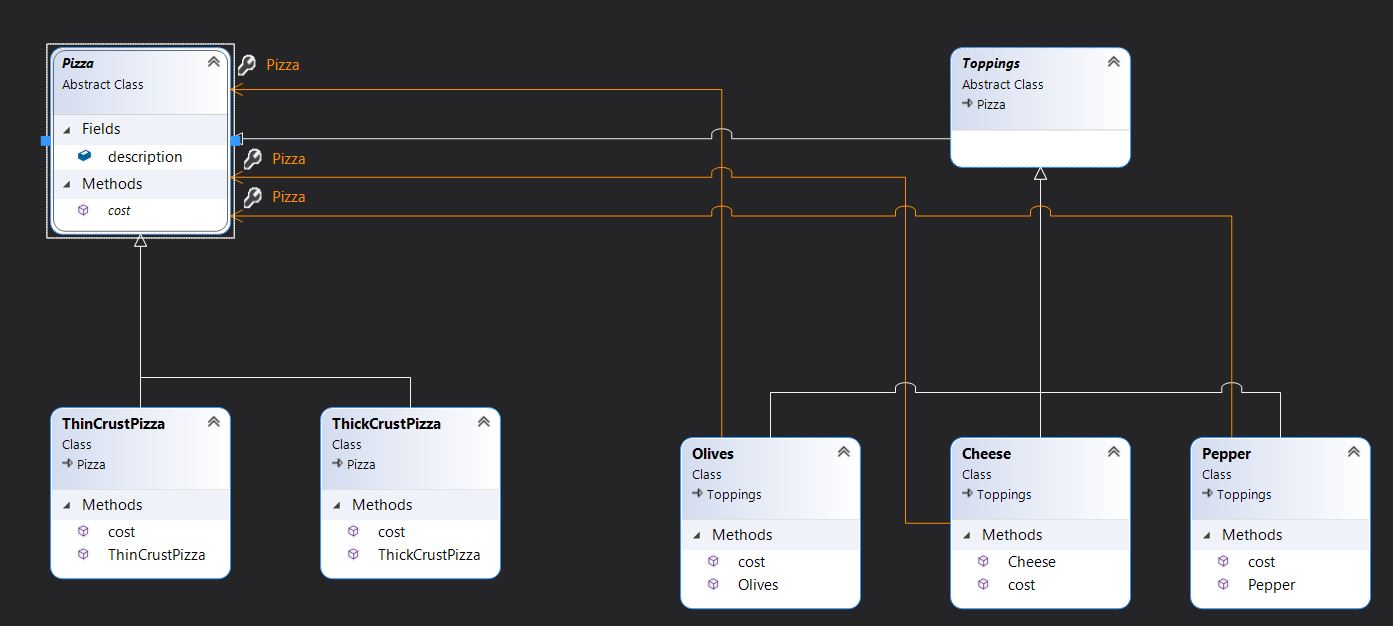 Pizza
Abstract Class
Fields
description
Methods
cost
Pizza
Pizza
Pizza
Toppings
Abstract Class
Pizza
ThinCrustPizza
Class
Pizza
Methods
cost
ThinCrustPizza
ThickCrustPizza
Class
Pizza
Methods
cost
ThickCrustPizza
Olives
Class
Toppings
Methods
cost
Olives
Cheese
Class
Toppings
Methods
Cheese
cost
Pepper
Class
Toppings
Methods
cost
Pepper